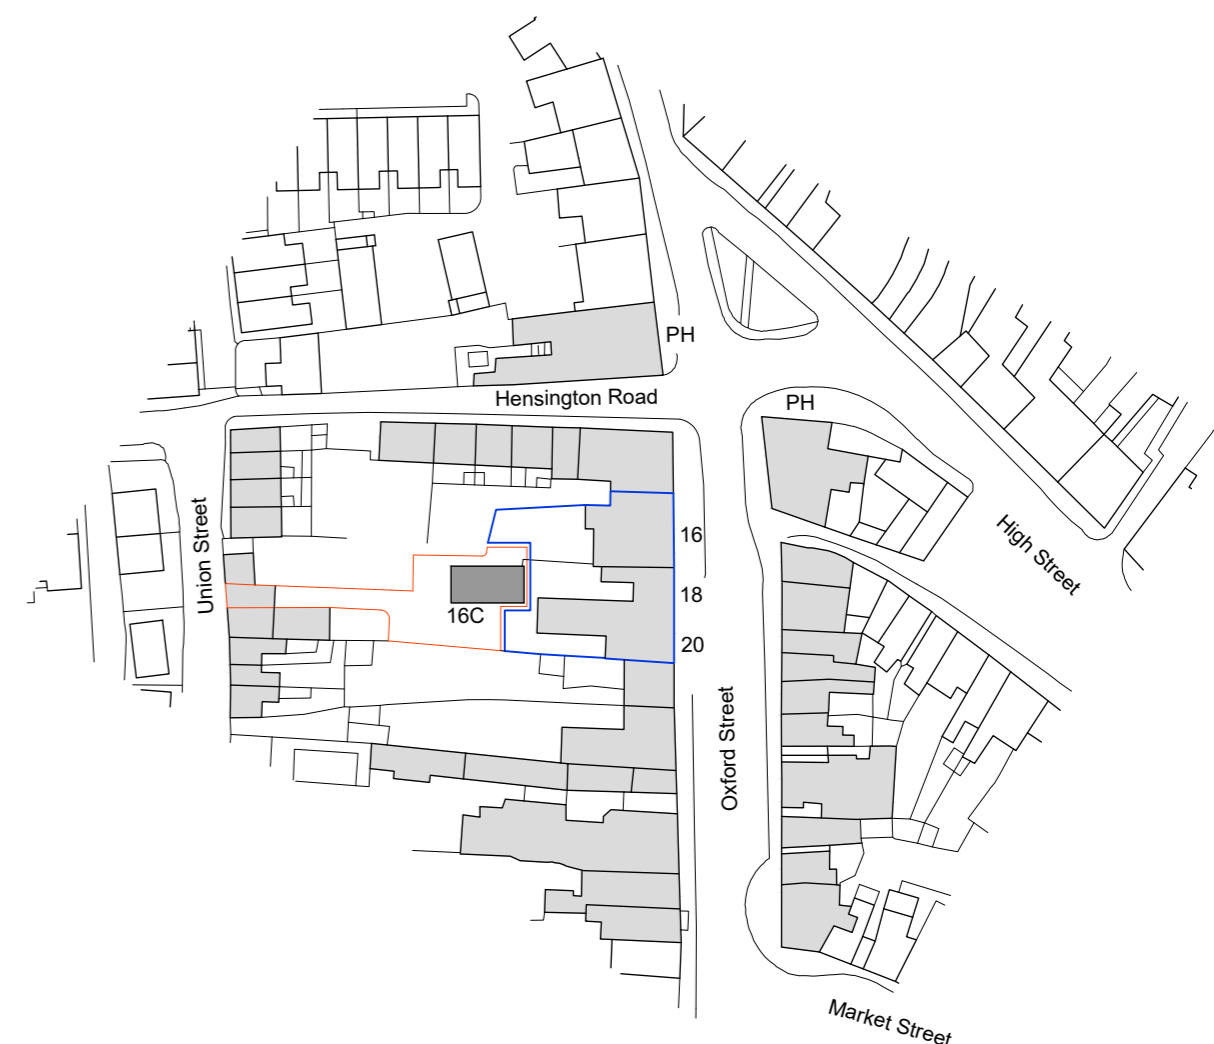 PH
Hensington Road
PH
16
High Street
Union Street
18
16C
20
Oxford Street
Market Street